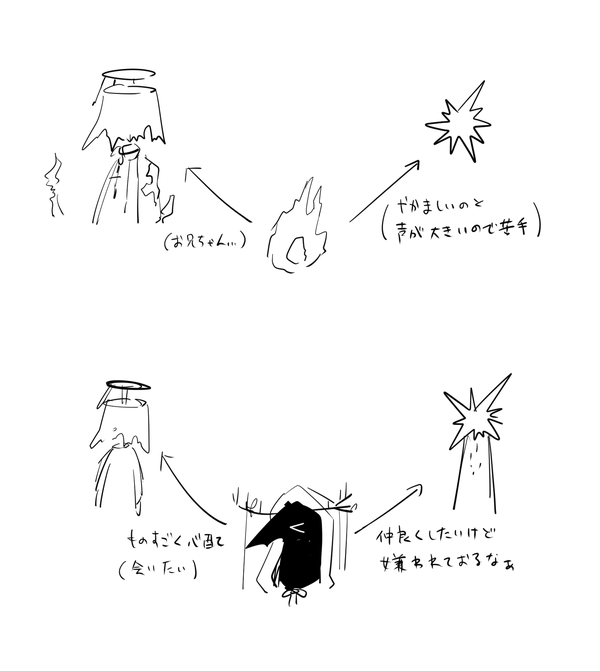 (お兄ちゃん…)
(やかましいのと
声が大きいので苦手)
ものすごく心配で
(会いたい)
仲良くしたいけど
嫌われておるなぁ